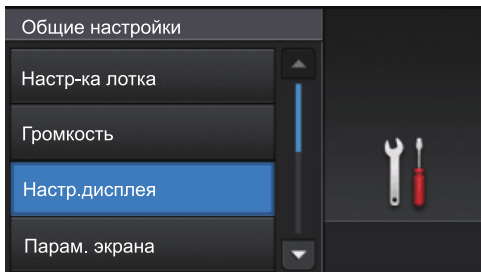 Общие настройки
Настр-ка лотка
Громкость
Настр.дисплея
Парам. экрана